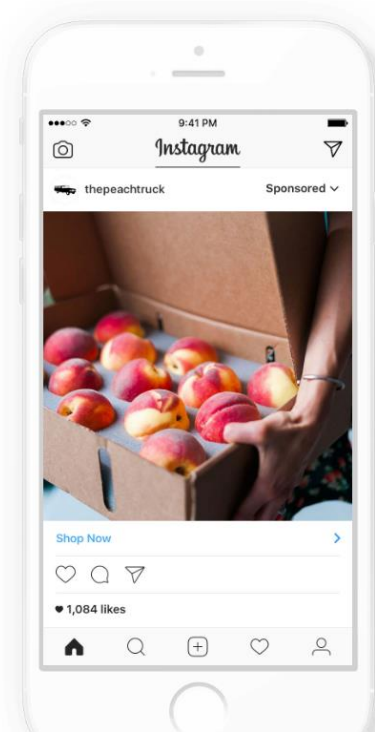 9:41 PM
Instagram
thepeachtruck Sponsored
Shop Now
1,084 likes